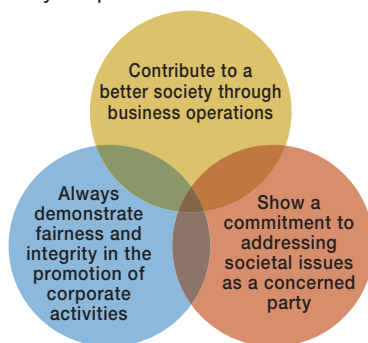 Contribute to a
better society through
business operations
Always
demonstrate
fairness and
integrity in the
promotion of
corporate
activities
Show a
commitment to
addressing
societal issues
as a concerned
party